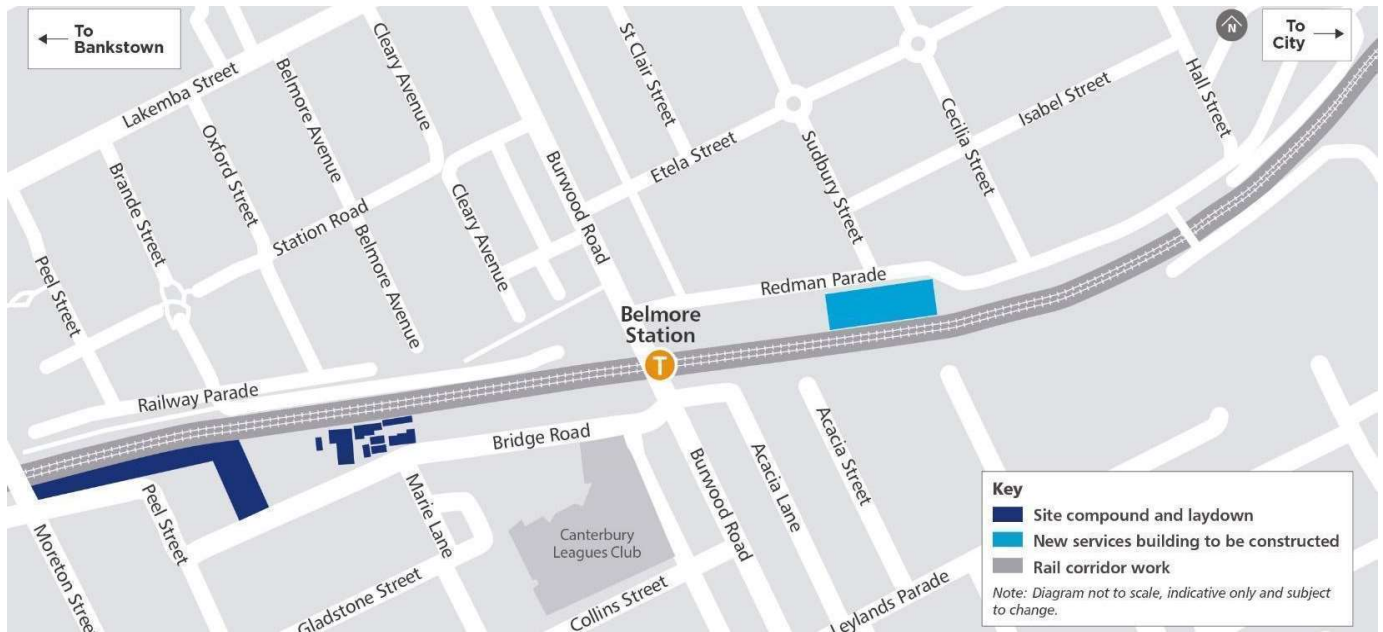 To
Bankstown
N
To
City
Lakemba Street
Brande Street
Oxford Street
Belmore Avenue
Cleary Avenue
Station Road
Belmore Avenue
Cleary Avenue
Burwood Road
St Clair Street
Etela Street
Sudbury Street
Cecilia Street
Isabel Street
Hall Street
Peel Street
Redman Parade
Belmore
Station
T
Railway Parade
Bridge Road
Marie Lane
Peel Street
Moreton Street
Gladstone Street
Canterbury
Leagues Club
Collins Street
Burwood Road
Acacia Lane
Acacia Street
Leylands Parade
Key
Site compound and laydown
New services building to be constructed
Rail corridor work
Note: Diagram not to scale, indicative only and subject
to change.